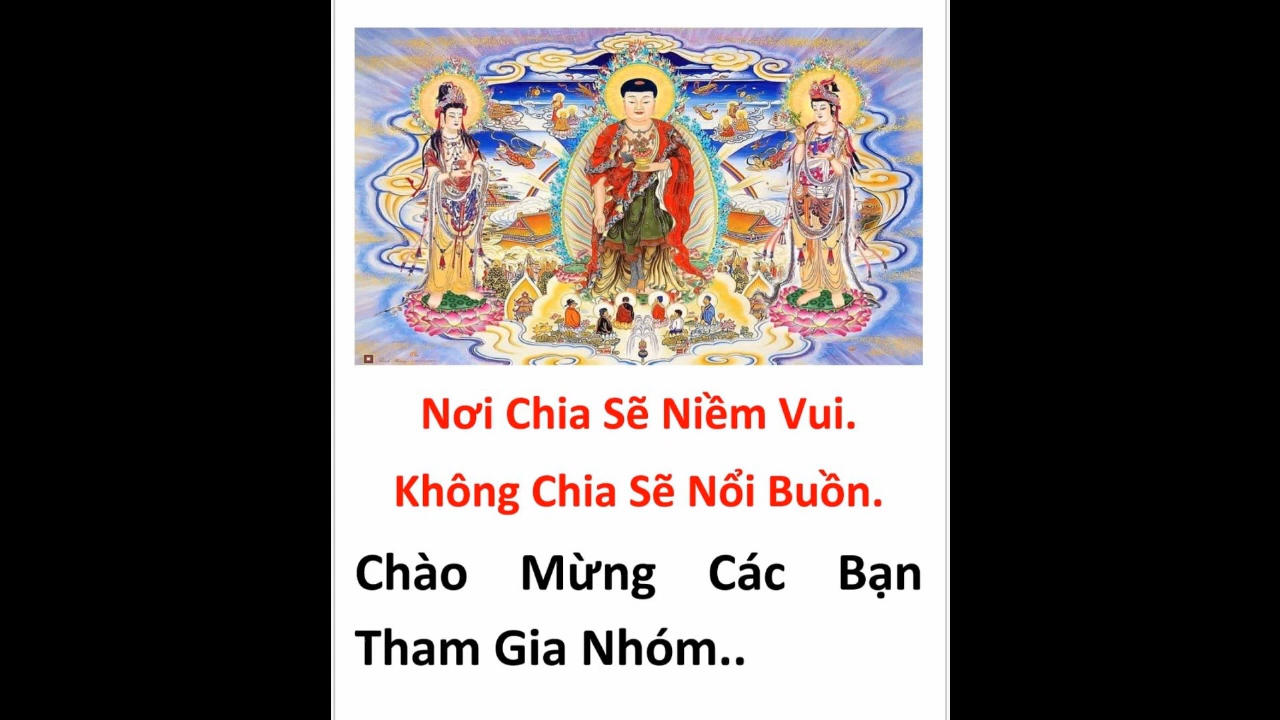 Nơi Chia Sẽ Niềm Vui.
Không Chia Sẽ Nổi Buồn.
Chào Mừng Các Bạn
Tham Gia Nhóm..